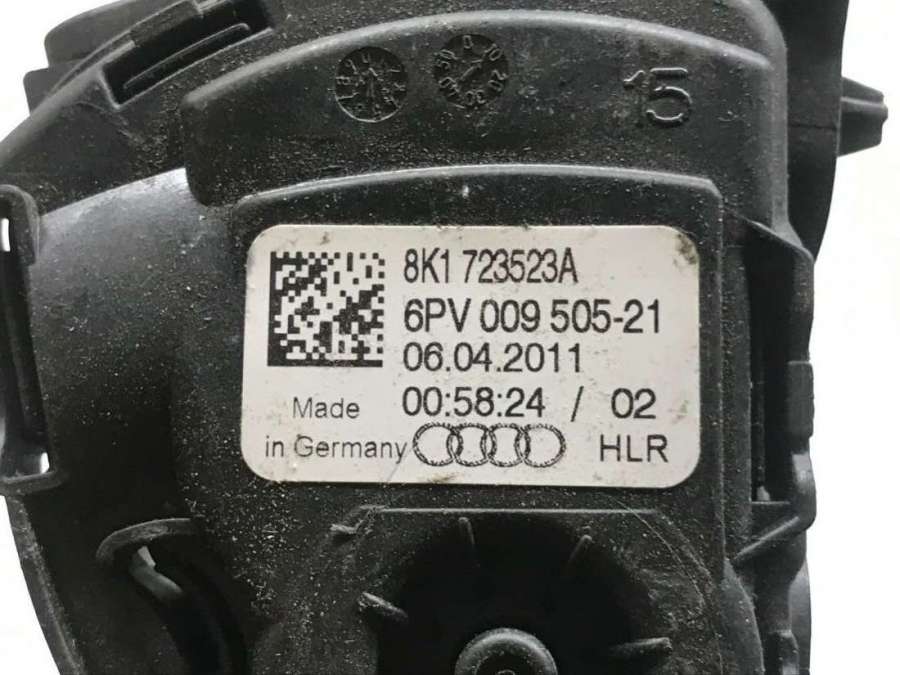 15
8K1 723523A
6PV 009 505-21
06.04.2011
Made 00:58:24 / 02
in Germany HLR